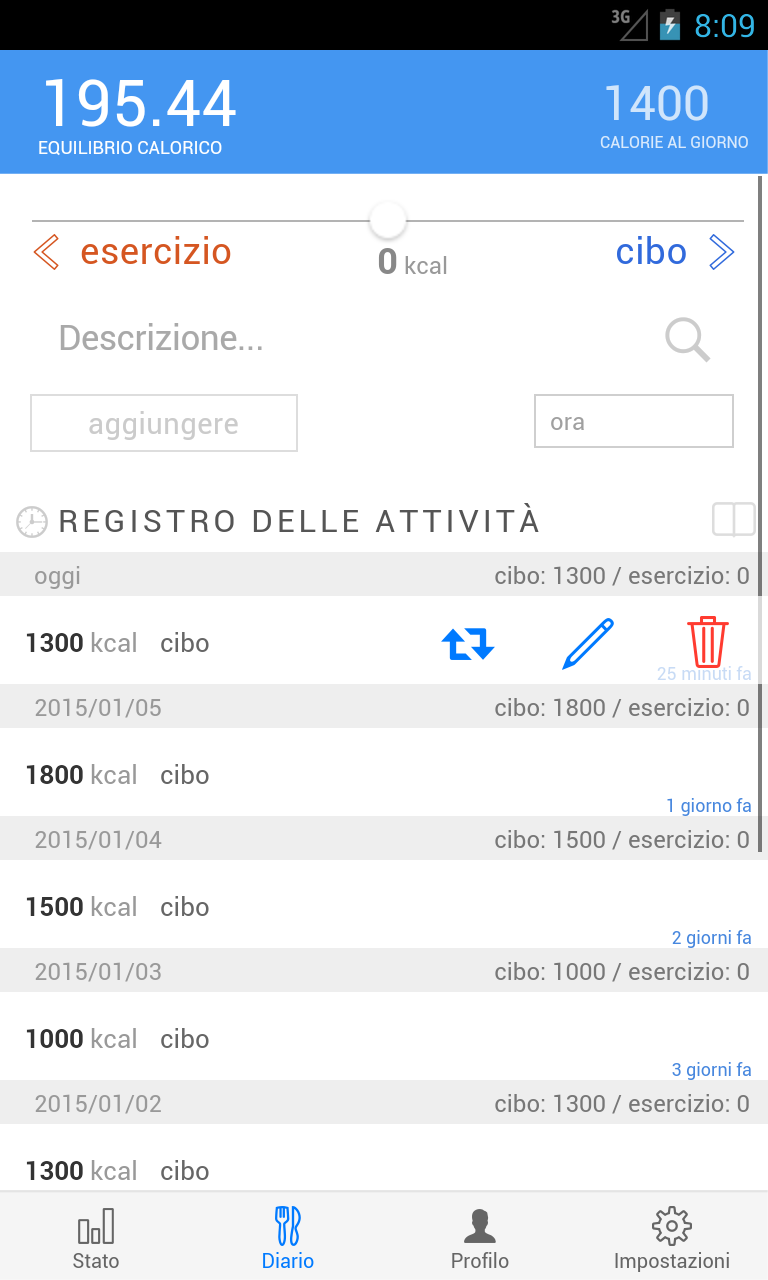 3G 8:09
195.44 1400
EQUILIBRIO CALORICO CALORIE AL GIORNO
esercizio 0 kcal cibo
Descrizione...
aggiungere ora
REGISTRO DELLE ATTIVITÀ
oggi cibo: 1300 / esercizio: 0
1300 kcal cibo
25 minuti fa
2015/01/05 cibo: 1800 / esercizio: 0
1800 kcal cibo
1 giorno fa
2015/01/04 cibo: 1500 / esercizio: 0
1500 kcal cibo
2 giorni fa
2015/01/03 cibo: 1000 / esercizio: 0
1000 kcal cibo
3 giorni fa
2015/01/02 cibo: 1300 / esercizio: 0
1300 kcal cibo
Stato Diario Profilo Impostazioni